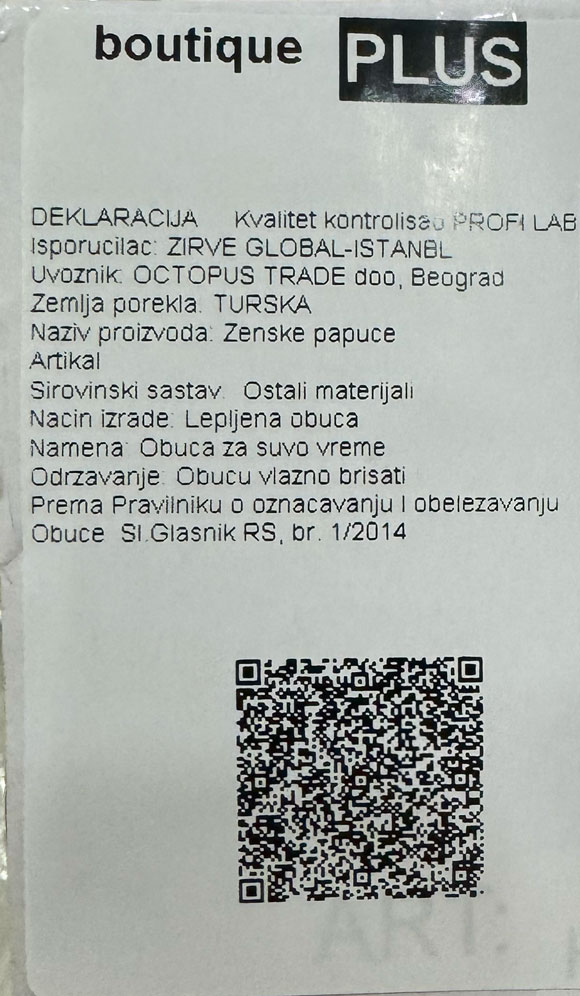 boutique PLUS
DEKLARACIJA Kvalitet kontrolisao PROFI LAB
Isporucilac: ZIRVE GLOBAL-ISTANBL
Uvoznik: OCTOPUS TRADE doo, Beograd
Zemlja porekla: TURSKA
Naziv proizvoda: Zenske papuce
Artikal
Sirovinski sastav: Ostali materijali
Nacin izrade: Lepljena obuca
Namena: Obuca za suvo vreme
Odrzavanje: Obucu vlazno brisati
Prema Pravilniku o oznacavanju I obelezavanju
Obuce Sl.Glasnik RS, br. 1/2014
ART: